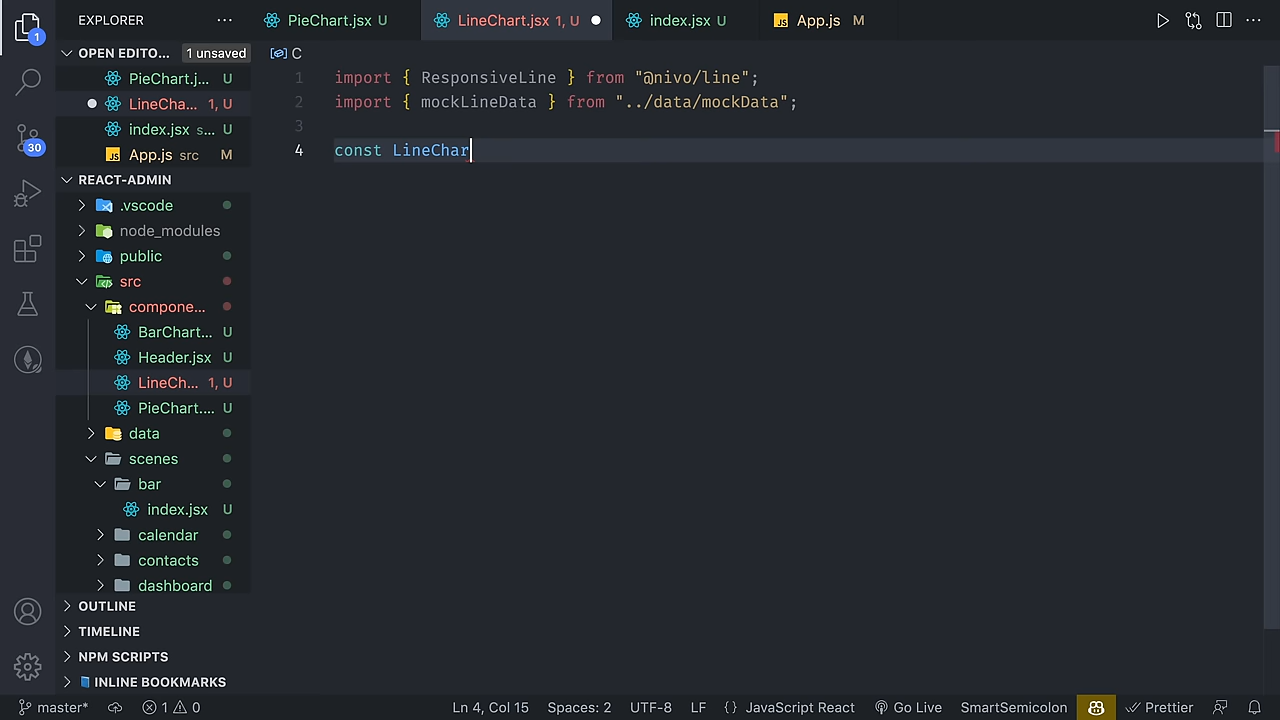 EXPLORER ···
PieChart.jsx U
LineChart.jsx 1, U
index.jsx U
JS App.js M
1
OPEN EDITO... 1 unsaved
PieChart.j... U
LineCha... 1, U
index.jsx s... U
JS App.js src M
C
1 import { ResponsiveLine } from "@nivo/line";
2 import { mockLineData } from "../data/mockData";
3
4 const LineChar
30
REACT-ADMIN
.vscode
node_modules
public
src
compone...
BarChart... U
Header.jsx U
LineCh... 1, U
PieChart.... U
data
scenes
bar
index.jsx U
calendar
contacts
dashboard
OUTLINE
TIMELINE
NPM SCRIPTS
INLINE BOOKMARKS
master* 1 0 Ln 4, Col 15 Spaces: 2 UTF-8 LF {} JavaScript React Go Live SmartSemicolon Prettier